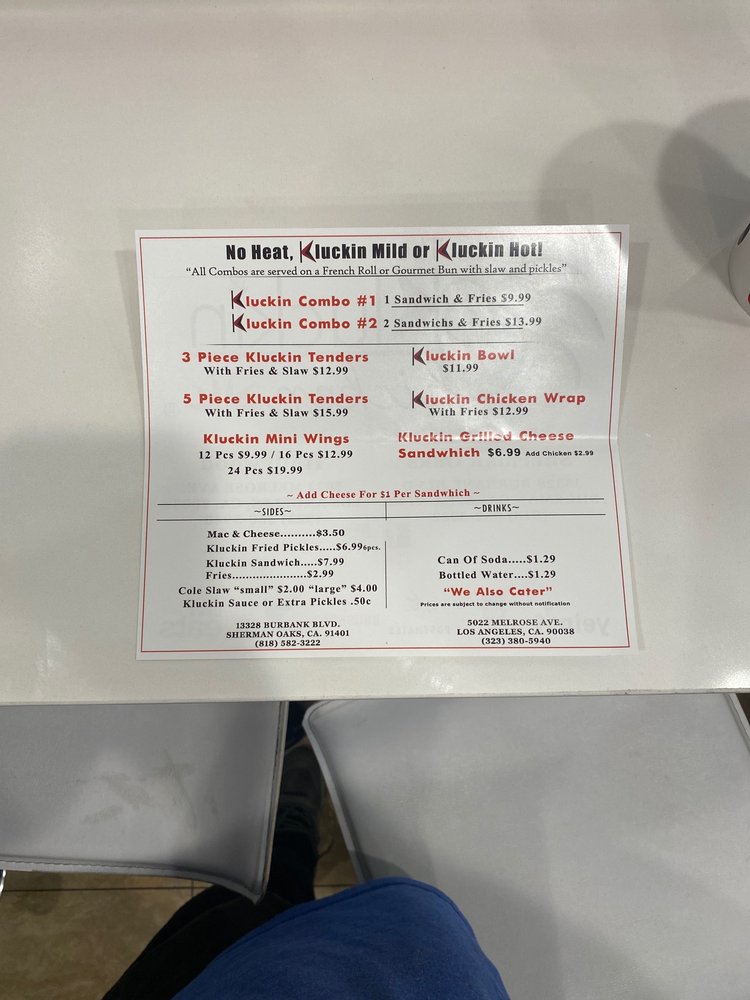 No Heat, Kluckin Mild or Kluckin Hot!
"All Combos are served on a French Roll or Gourmet Bun with slaw and pickles"
Kluckin Combo #1 1 Sandwich & Fries $9.99
Kluckin Combo #2 2 Sandwichs & Fries $13.99
3 Piece Kluckin Tenders
With Fries & Slaw $12.99
Kluckin Bowl
$11.99
5 Piece Kluckin Tenders
With Fries & Slaw $15.99
Kluckin Chicken Wrap
With Fries $12.99
Kluckin Mini Wings
12 Pcs $9.99 / 16 Pcs $12.99
24 Pcs $19.99
Kluckin Grilled Cheese
Sandwhich $6.99 Add Chicken $2.99
~ Add Cheese For $1 Per Sandwhich ~
~SIDES~
Mac & Cheese..........$3.50
Kluckin Fried Pickles.....$6.99 6pcs.
Kluckin Sandwich.....$7.99
Fries.......................$2.99
Cole Slaw "small" $2.00 "large" $4.00
Kluckin Sauce or Extra Pickles .50c
~DRINKS~
Can Of Soda.....$1.29
Bottled Water....$1.29
"We Also Cater"
Prices are subject to change without notification
13328 BURBANK BLVD.
SHERMAN OAKS, CA. 91401
(818) 582-3222
5022 MELROSE AVE.
LOS ANGELES, CA. 90038
(323) 380-5940